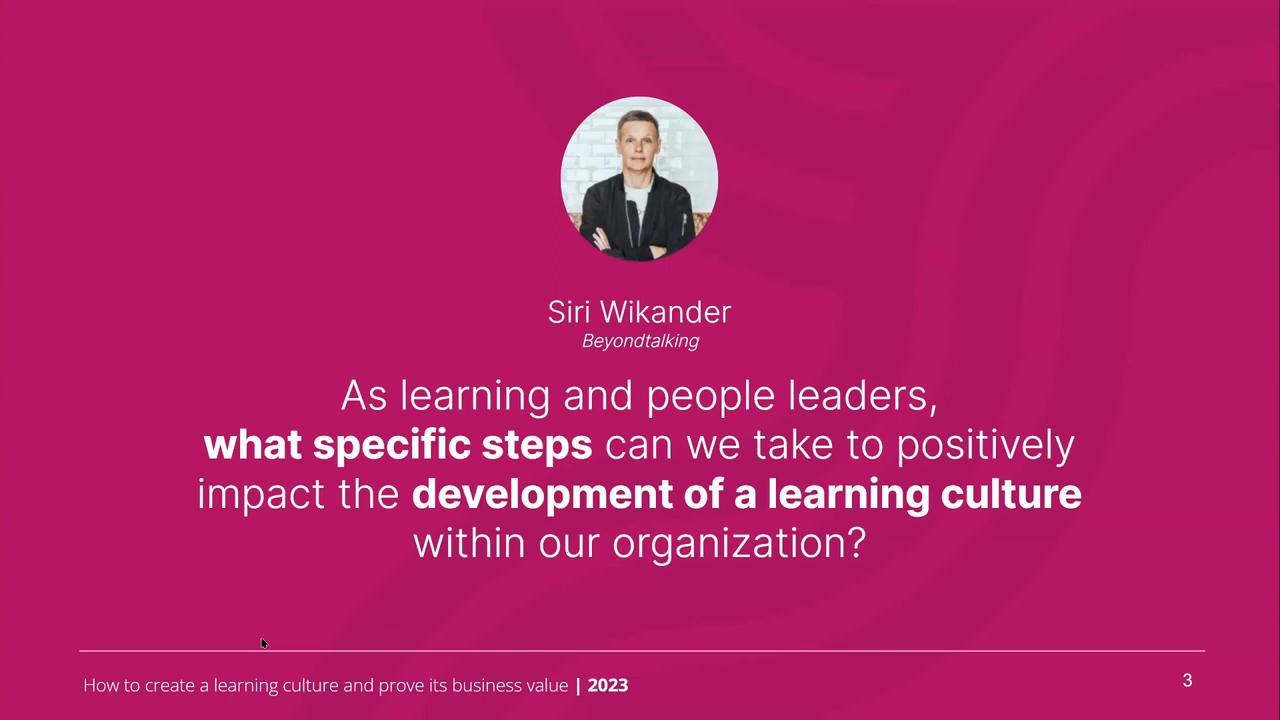 Siri Wikander
Beyondtalking
As learning and people leaders,
what specific steps can we take to positively
impact the development of a learning culture
within our organization?
How to create a learning culture and prove its business value | 2023
3